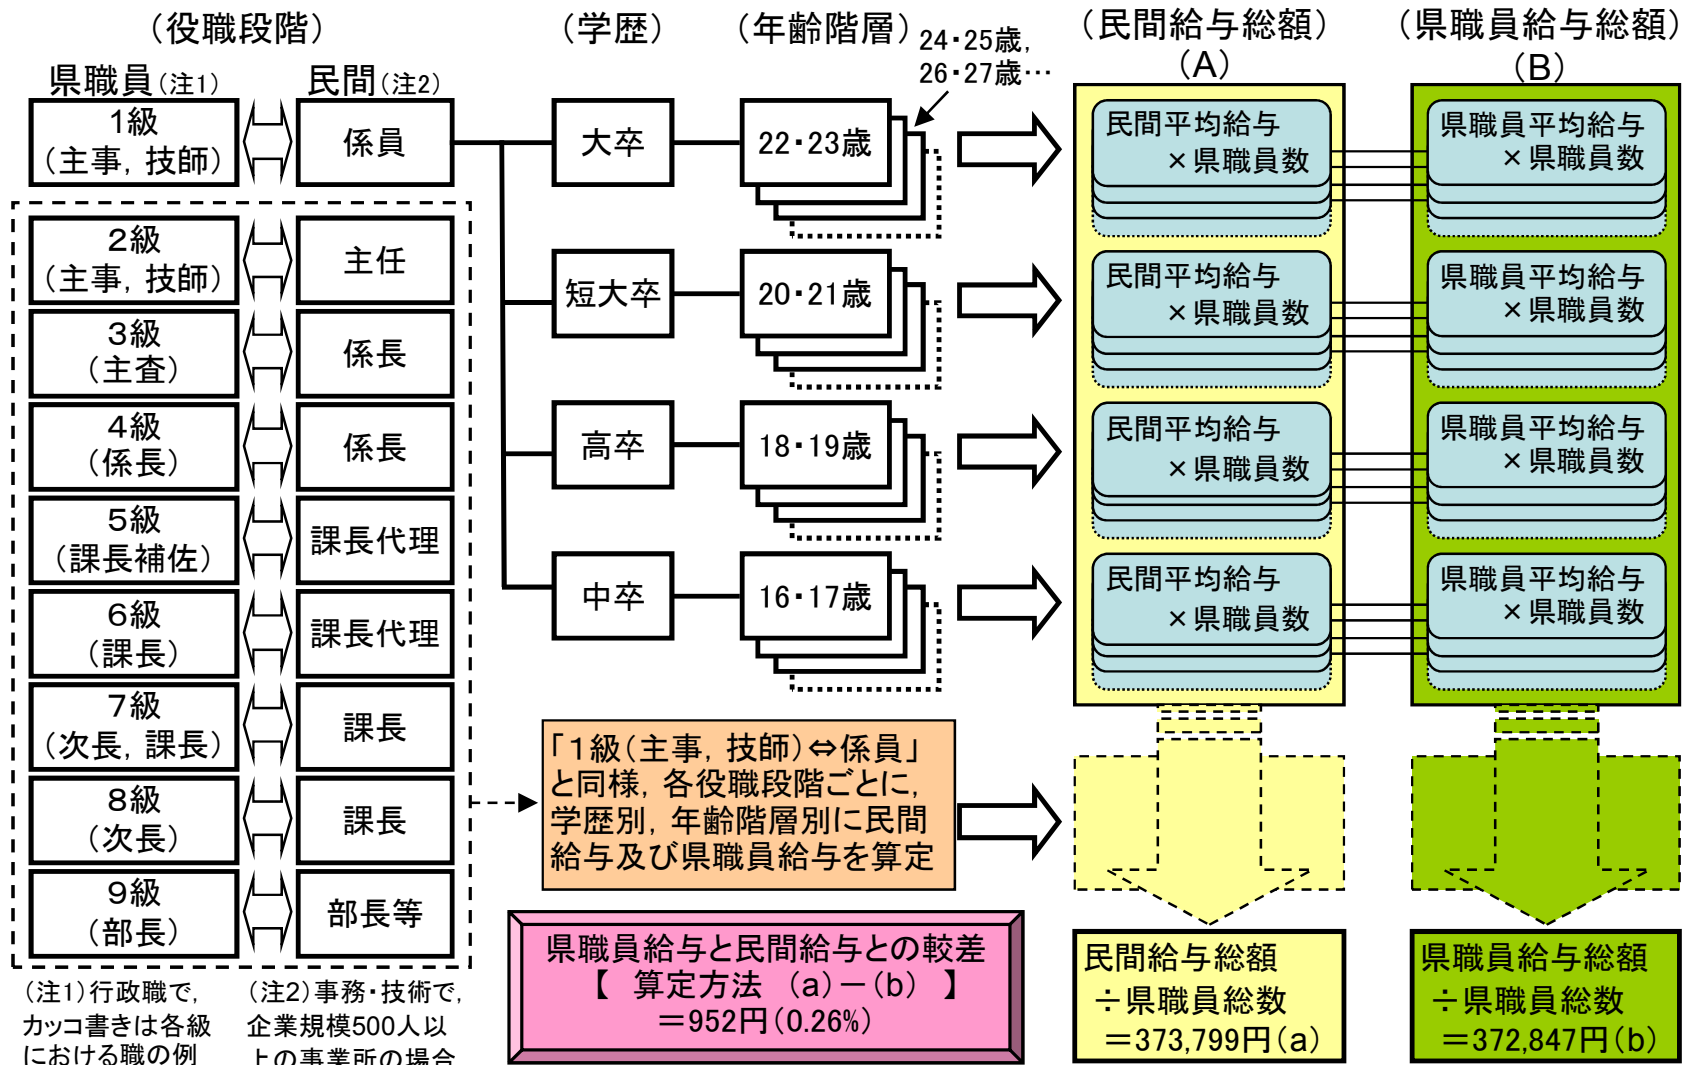 (役職段階)
(学歴)
(年齢階層)
(民間給与総額)
(A)
(県職員給与総額)
(B)
24・25歳,
26・27歳…
県職員(注1)
民間(注2)
1級
(主事, 技師)
係員
2級
(主事, 技師)
主任
3級
(主査)
係長
4級
(係長)
係長
5級
(課長補佐)
課長代理
6級
(課長)
課長代理
7級
(次長, 課長)
課長
8級
(次長)
課長
9級
(部長)
部長等
大卒
22・23歳
短大卒
20・21歳
高卒
18・19歳
中卒
16・17歳
民間平均給与
×県職員数
県職員平均給与
×県職員数
民間平均給与
×県職員数
県職員平均給与
×県職員数
民間平均給与
×県職員数
県職員平均給与
×県職員数
民間平均給与
×県職員数
県職員平均給与
×県職員数
「1級(主事, 技師)⇔係員」
と同様, 各役職段階ごとに,
学歴別, 年齢階層別に民間
給与及び県職員給与を算定
県職員給与と民間給与との較差
【 算定方法 (a)-(b) 】
=952円(0.26%)
民間給与総額
÷県職員総数
=373,799円(a)
県職員給与総額
÷県職員総数
=372,847円(b)
(注1)行政職で,
カッコ書きは各級
における職の例
(注2)事務・技術で,
企業規模500人以
上の事業所の場合